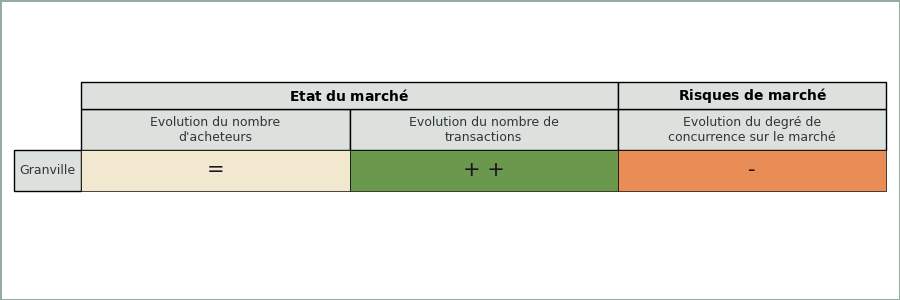 Etat du marché
Risques de marché
Evolution du nombre
d'acheteurs
Evolution du nombre de
transactions
Evolution du degré de
concurrence sur le marché
Granville
=
+ +
-